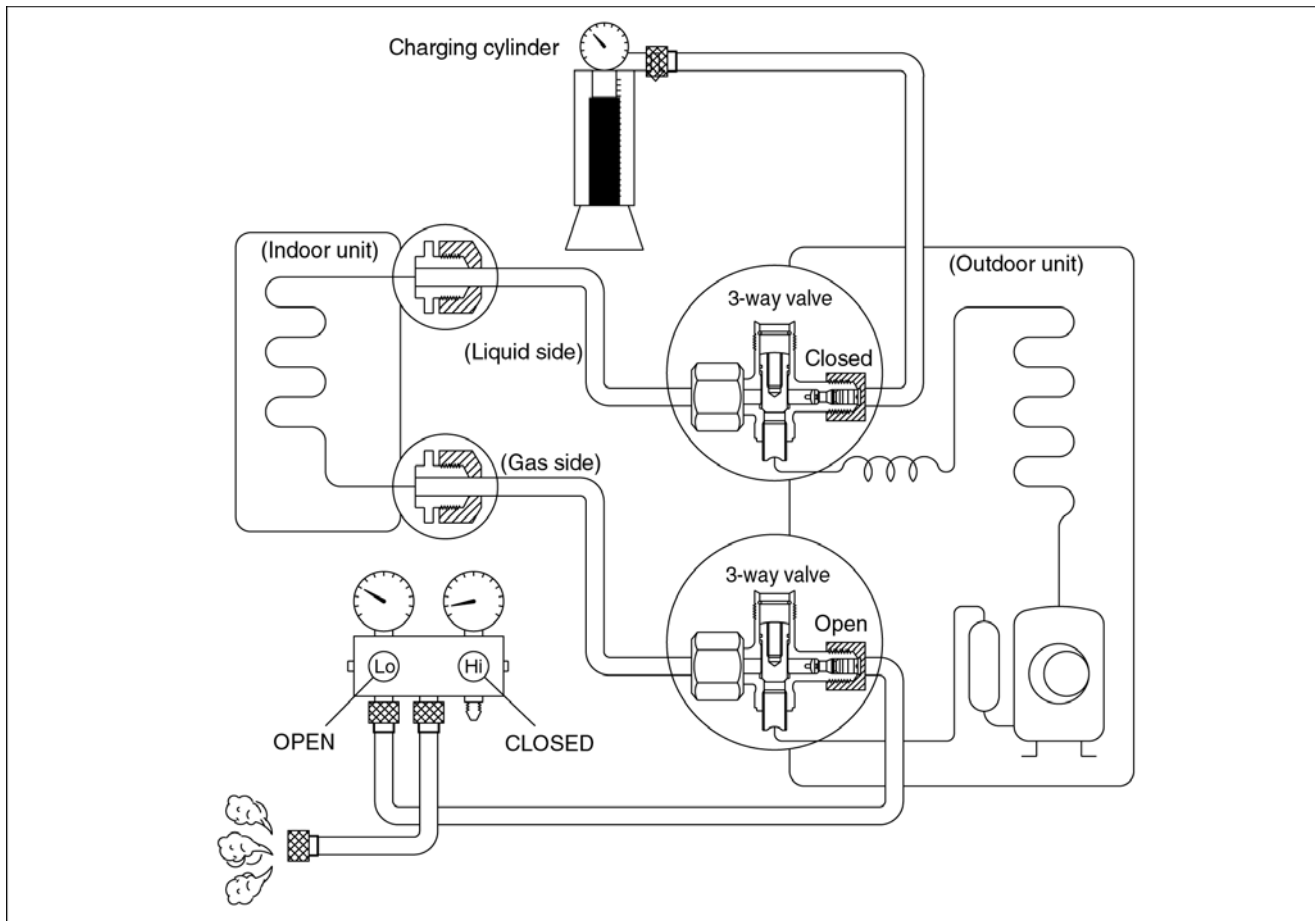 Charging cylinder
(Indoor unit)
(Outdoor unit)
3-way valve
Closed
(Liquid side)
(Gas side)
3-way valve
Open
Lo
Hi
OPEN
CLOSED